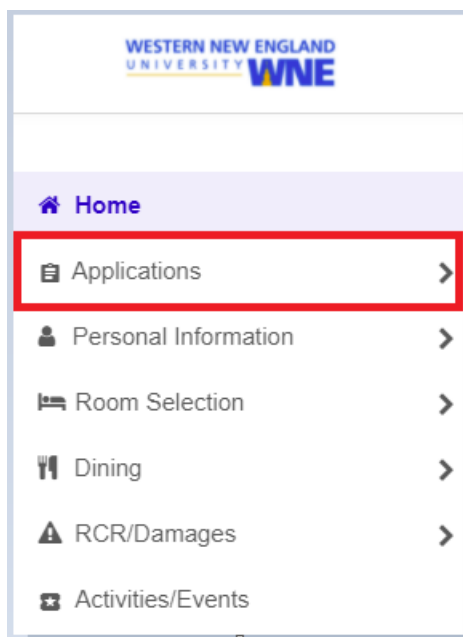 WESTERN NEW ENGLAND
UNIVERSITY WNE
Home
Applications
Personal Information
Room Selection
Dining
RCR/Damages
Activities/Events